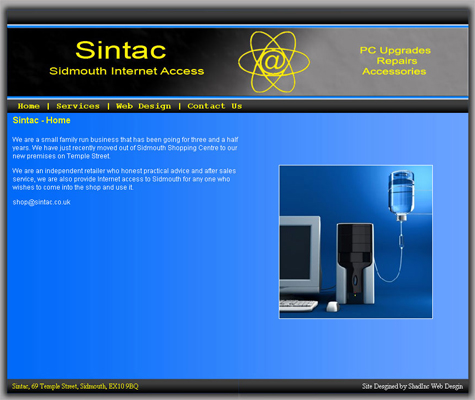 Sintac
Sidmouth Internet Access
@
PC Upgrades
Repairs
Accessories
Home | Services | Web Design | Contact Us
Sintac - Home
We are a small family run business that has been going for three and a half
years. We have just recently moved out of Sidmouth Shopping Centre to our
new premises on Temple Street.
We are an independent retailer who honest practical advice and after sales
service, we are also provide Internet access to Sidmouth for any one who
wishes to come into the shop and use it.
shop@sintac.co.uk
Sintac, 69 Temple Street, Sidmouth, EX10 9BQ
Site Desgined by ShadInc Web Desgin